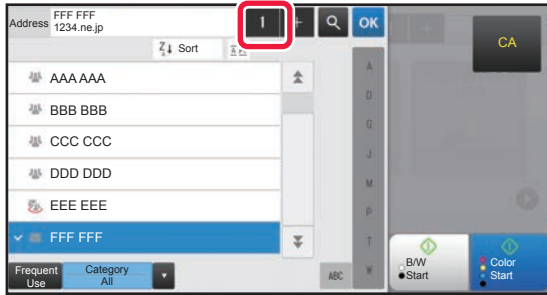 Address
FFF FFF
1234.ne.jp
1
+
OK
CA
Z↓ Sort
AAA AAA
BBB BBB
CCC CCC
DDD DDD
EEE EEE
FFF FFF
A
D
G
J
M
P
T
W
Frequent
Use
Category
All
ABC
B/W
Start
Color
Start